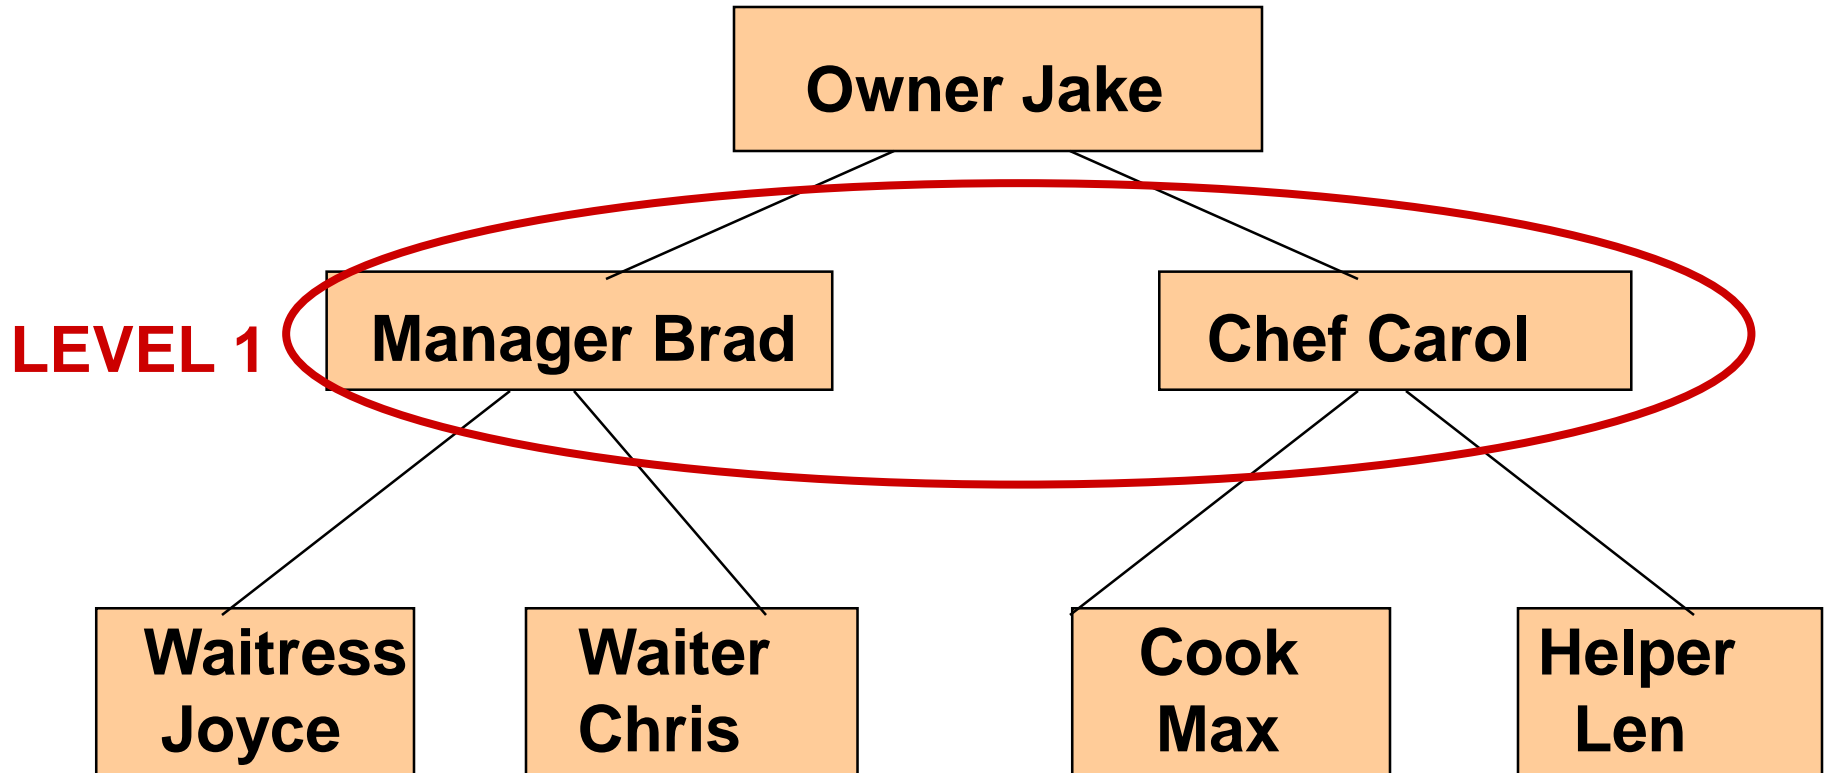 Owner Jake
LEVEL 1
Manager Brad
Chef Carol
Waitress
Joyce
Waiter
Chris
Cook
Max
Helper
Len